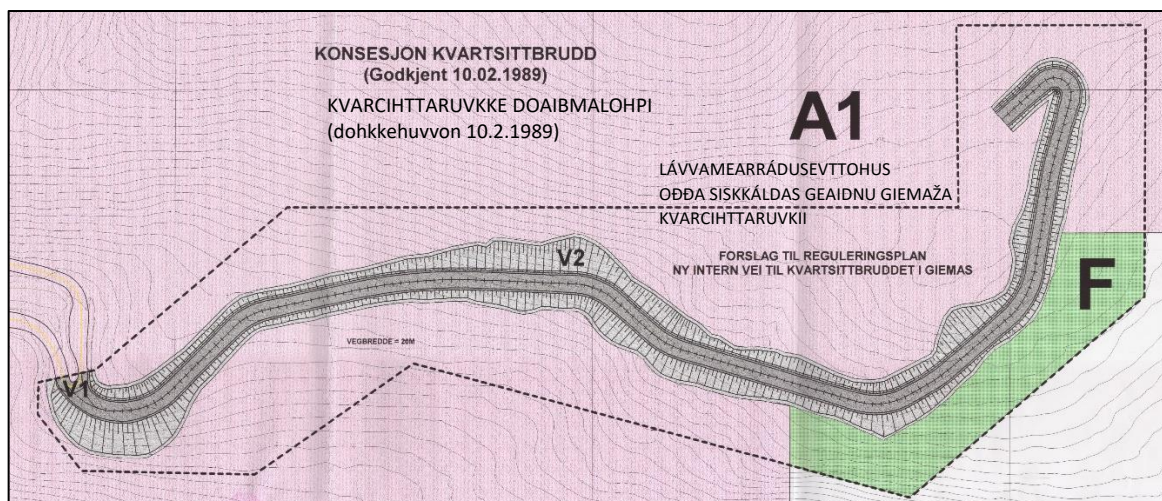 KONSESJON KVARTSITTBRUDD
(Godkjent 10.02.1989)
KVARCIHTTARUVKKE DOAIBMALOHPI
(dohkkehuvvon 10.2.1989)
A1
LÁVVAMEARRÁDUSEVTTOHUS
OĐĐA SISKKÁLDAS GEAIDNU GIEMAŽA
KVARCIHTTARUVKII
V2
FORSLAG TIL REGULERINGSPLAN
NY INTERN VEI TIL KVARTSITTBRUDDET I GIEMAS
F
VEGBREDDE = 20M
V1